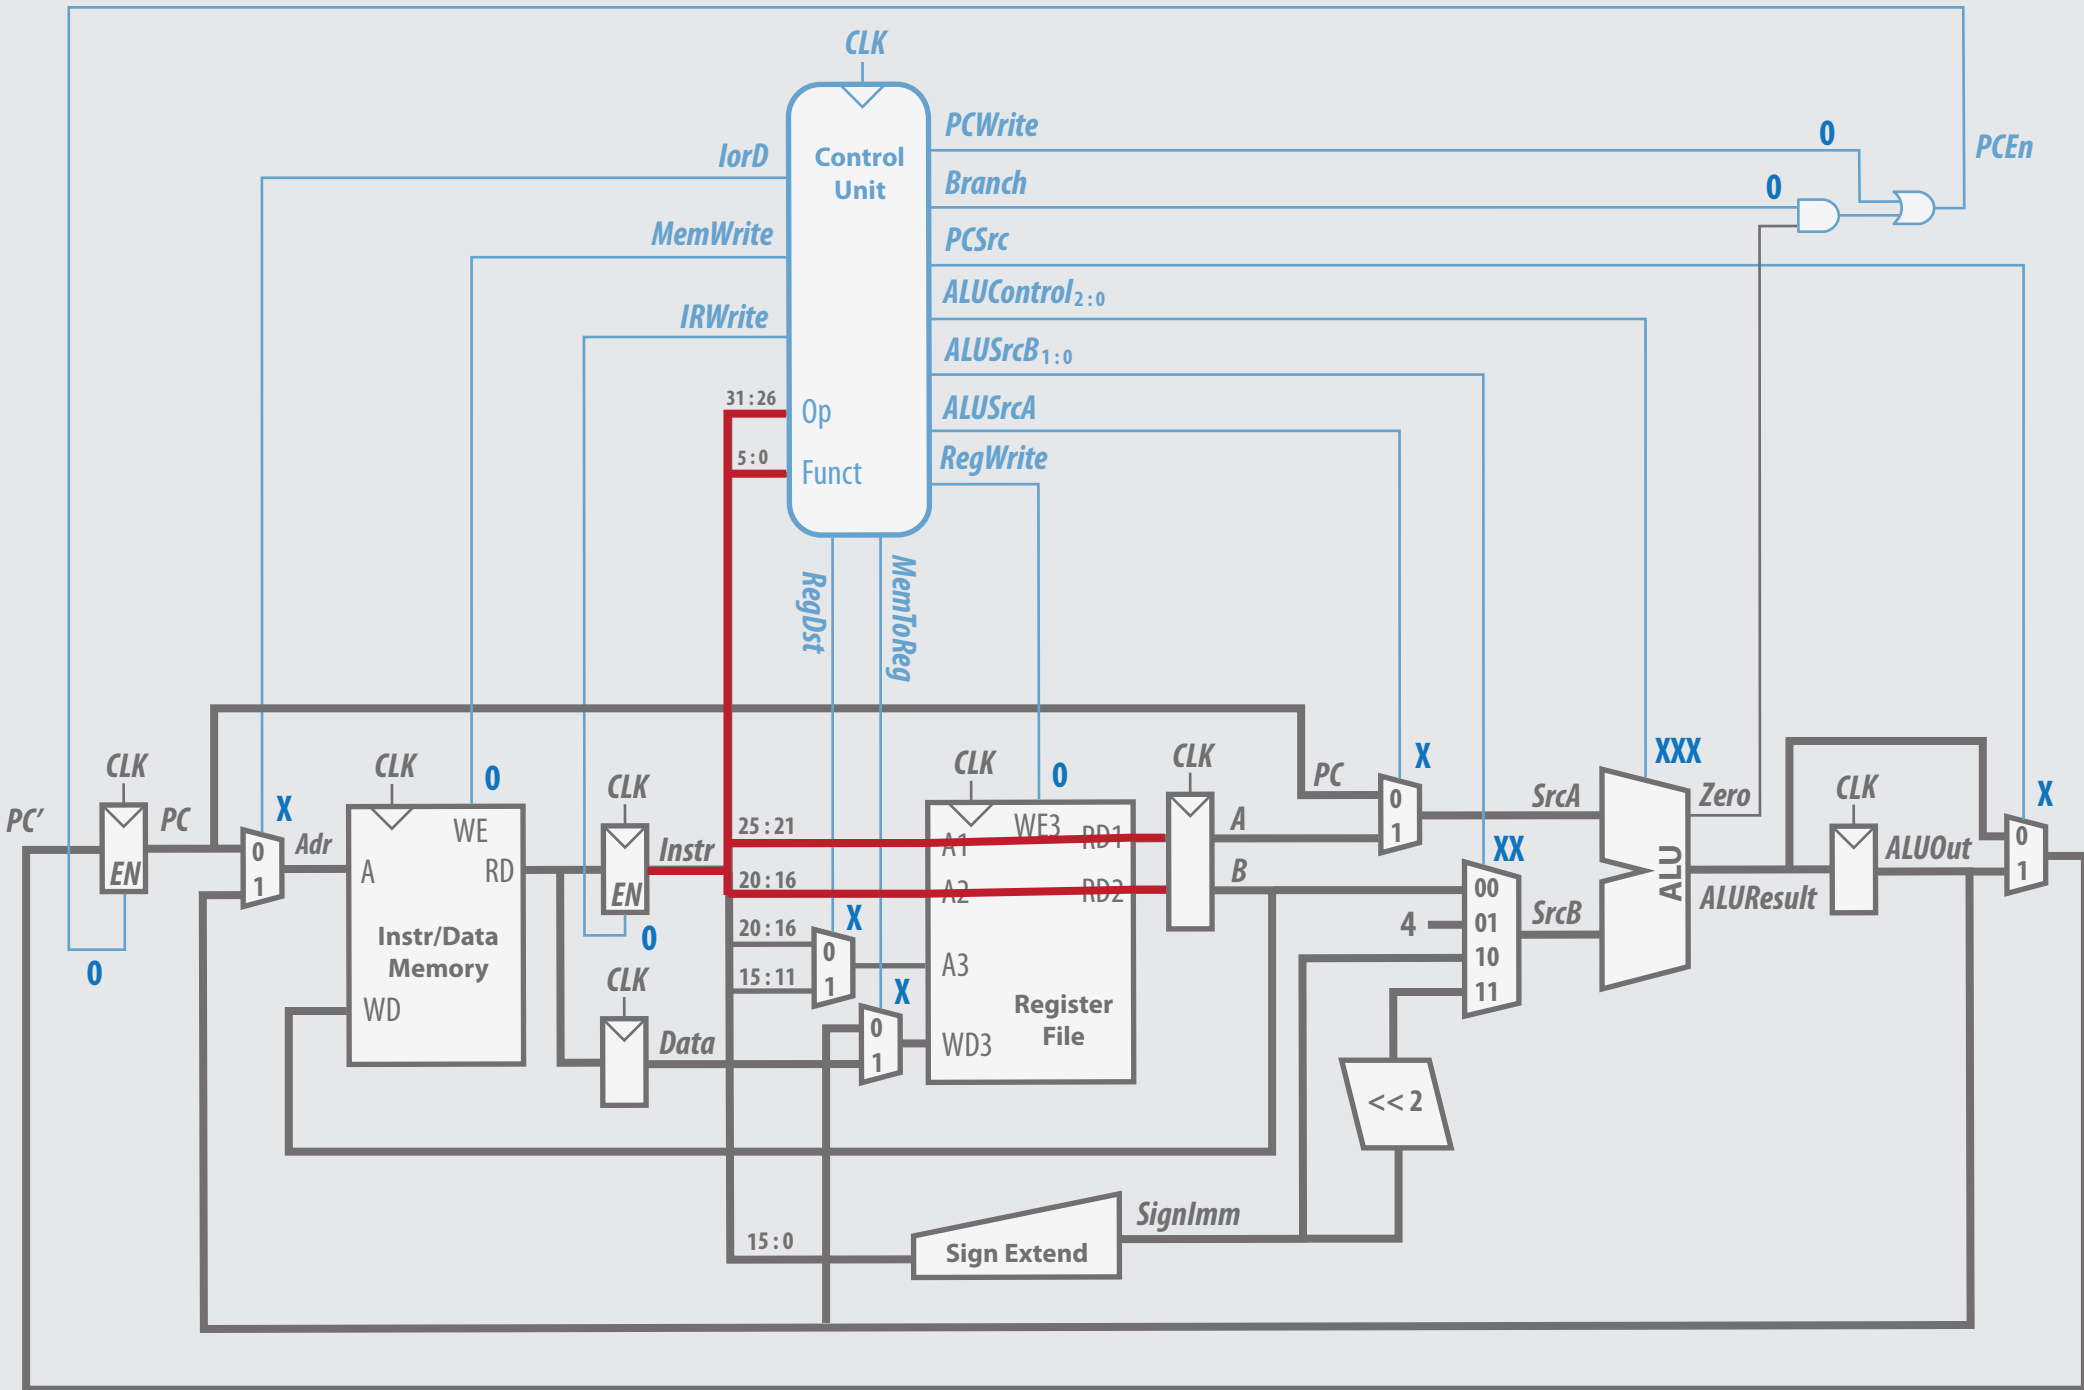 CLK
PCWrite
0
PCEn
IorD
Control
Unit
Branch
0
MemWrite
PCSrc
ALUControl2:0
IRWrite
ALUSrcB1:0
31:26
Op
ALUSrcA
5:0
Funct
RegWrite
RegDst
MemToReg
CLK
CLK
CLK
CLK
CLK
CLK
0
0
X
XXX
X
PC′
PC
X
Adr
EN
0
0
1
A
WE
RD
Instr/Data
Memory
WD
EN
0
Instr
25:21
20:16
20:16
15:11
X
0
1
X
0
1
CLK
Data
A1
WE3
RD1
A2
RD2
A3
WD3
Register
File
A
B
PC
0
1
SrcA
XX
00
01
10
11
4
SrcB
ALU
Zero
ALUResult
ALUOut
0
1
<< 2
15:0
Sign Extend
SignImm